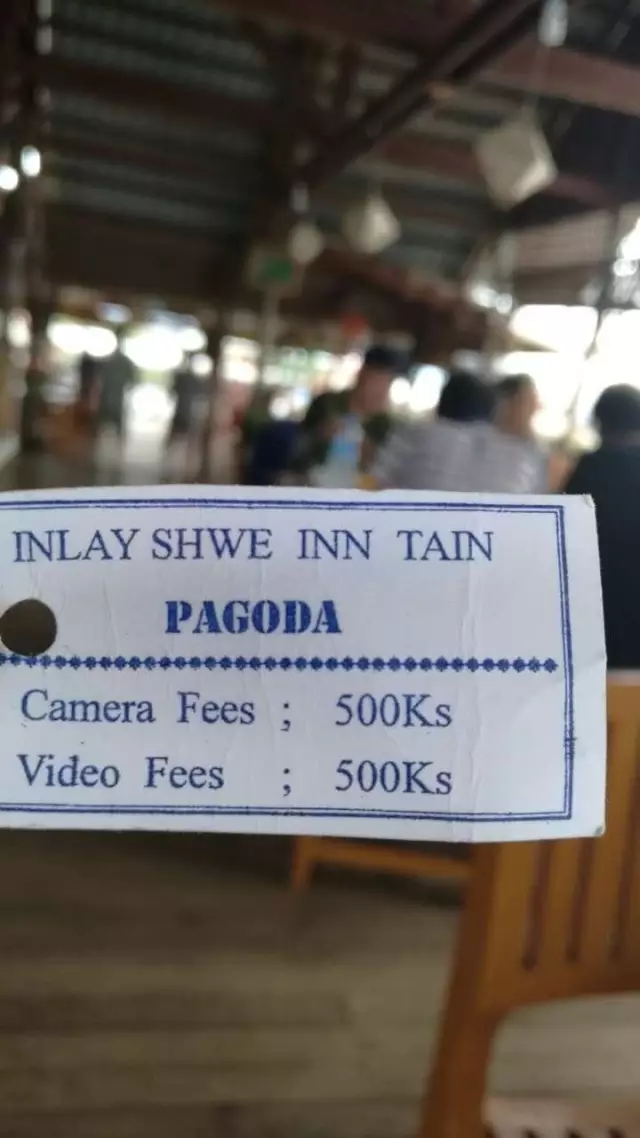 INLAY SHWE INN TAIN
PAGODA
Camera Fees ; 500Ks
Video Fees ; 500Ks